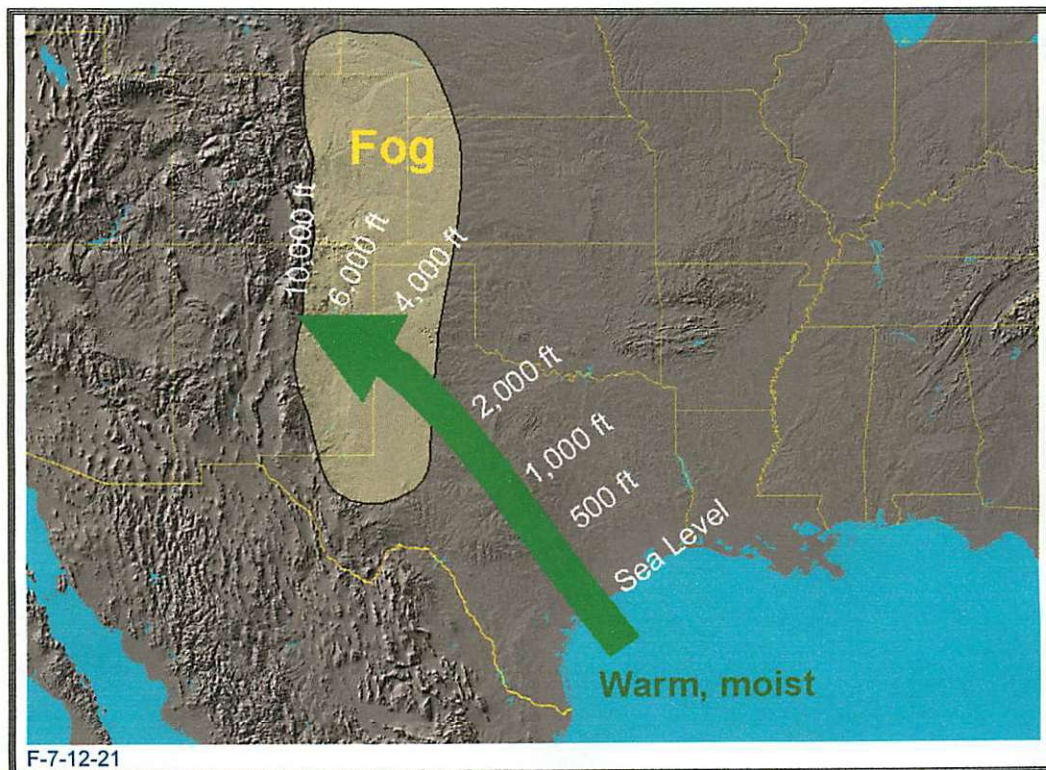 Fog
10,000 ft
6,000 ft
4,000 ft
2,000 ft
1,000 ft
500 ft
Sea Level
Warm, moist
F-7-12-21